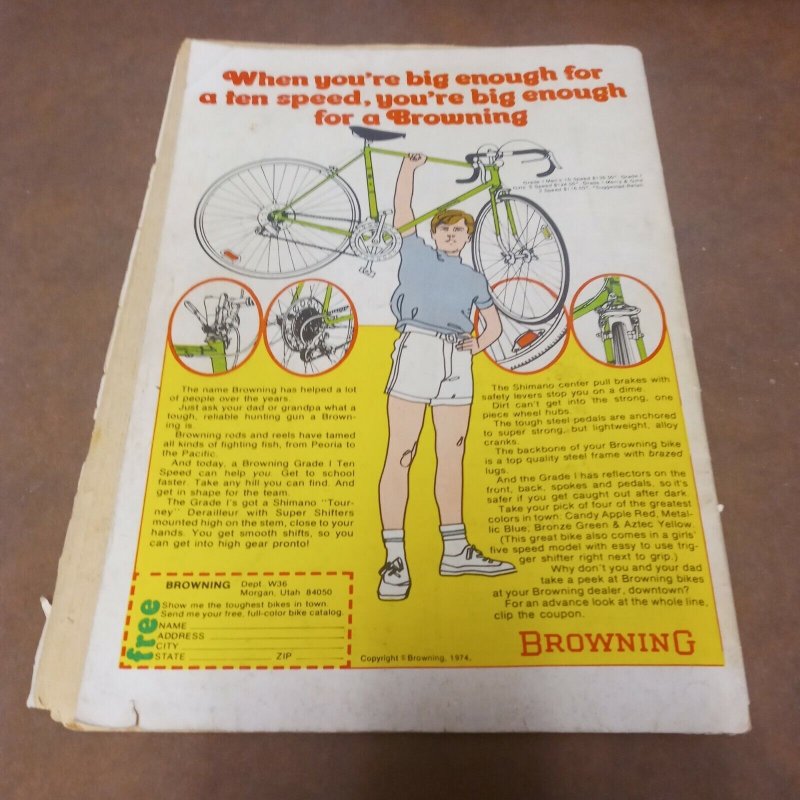 When you're big enough for
a ten speed, you're big enough
for a Browning
The name Browning has helped a lot
of people over the years.
Just ask your dad or grandpa what a
tough, reliable hunting gun a Brown-
ing is.
Browning rods and reels have tamed
all kinds of fighting fish, from Peoria to
the Pacific.
And today, a Browning Grade I Ten
Speed can help you. Get to school
faster. Take any hill you can find. And
get in shape for the team.
The Grade I's got a Shimano "Tour-
ney" Derailleur with Super Shifters
mounted high on the stem, close to your
hands. You get smooth shifts, so you
can get into high gear pronto!
The Shimano center pull brakes with
safety levers stop you on a dime.
Dirt can't get into the strong, one
piece wheel hubs.
The tough steel pedals are anchored
to super strong, but lightweight, alloy
cranks.
The backbone of your Browning bike
is a top quality steel frame with brazed
lugs.
And the Grade I has reflectors on the
front, back, spokes and pedals, so it's
safer if you get caught out after dark.
Take your pick of four of the greatest
colors in town: Candy Apple Red, Metal-
lic Blue, Bronze Green & Aztec Yellow.
(This great bike also comes in a girls'
five speed model with easy to use trig-
ger shifter right next to grip.)
Why don't you and your dad
take a peek at Browning bikes
at your Browning dealer, downtown?
For an advance look at the whole line,
clip the coupon.
BROWNING
free
BROWNING Dept. W36
Morgan, Utah 84050
Show me the toughest bikes in town.
Send me your free, full-color bike catalog.
NAME
ADDRESS
CITY
STATE ZIP
Copyright © Browning, 1974.